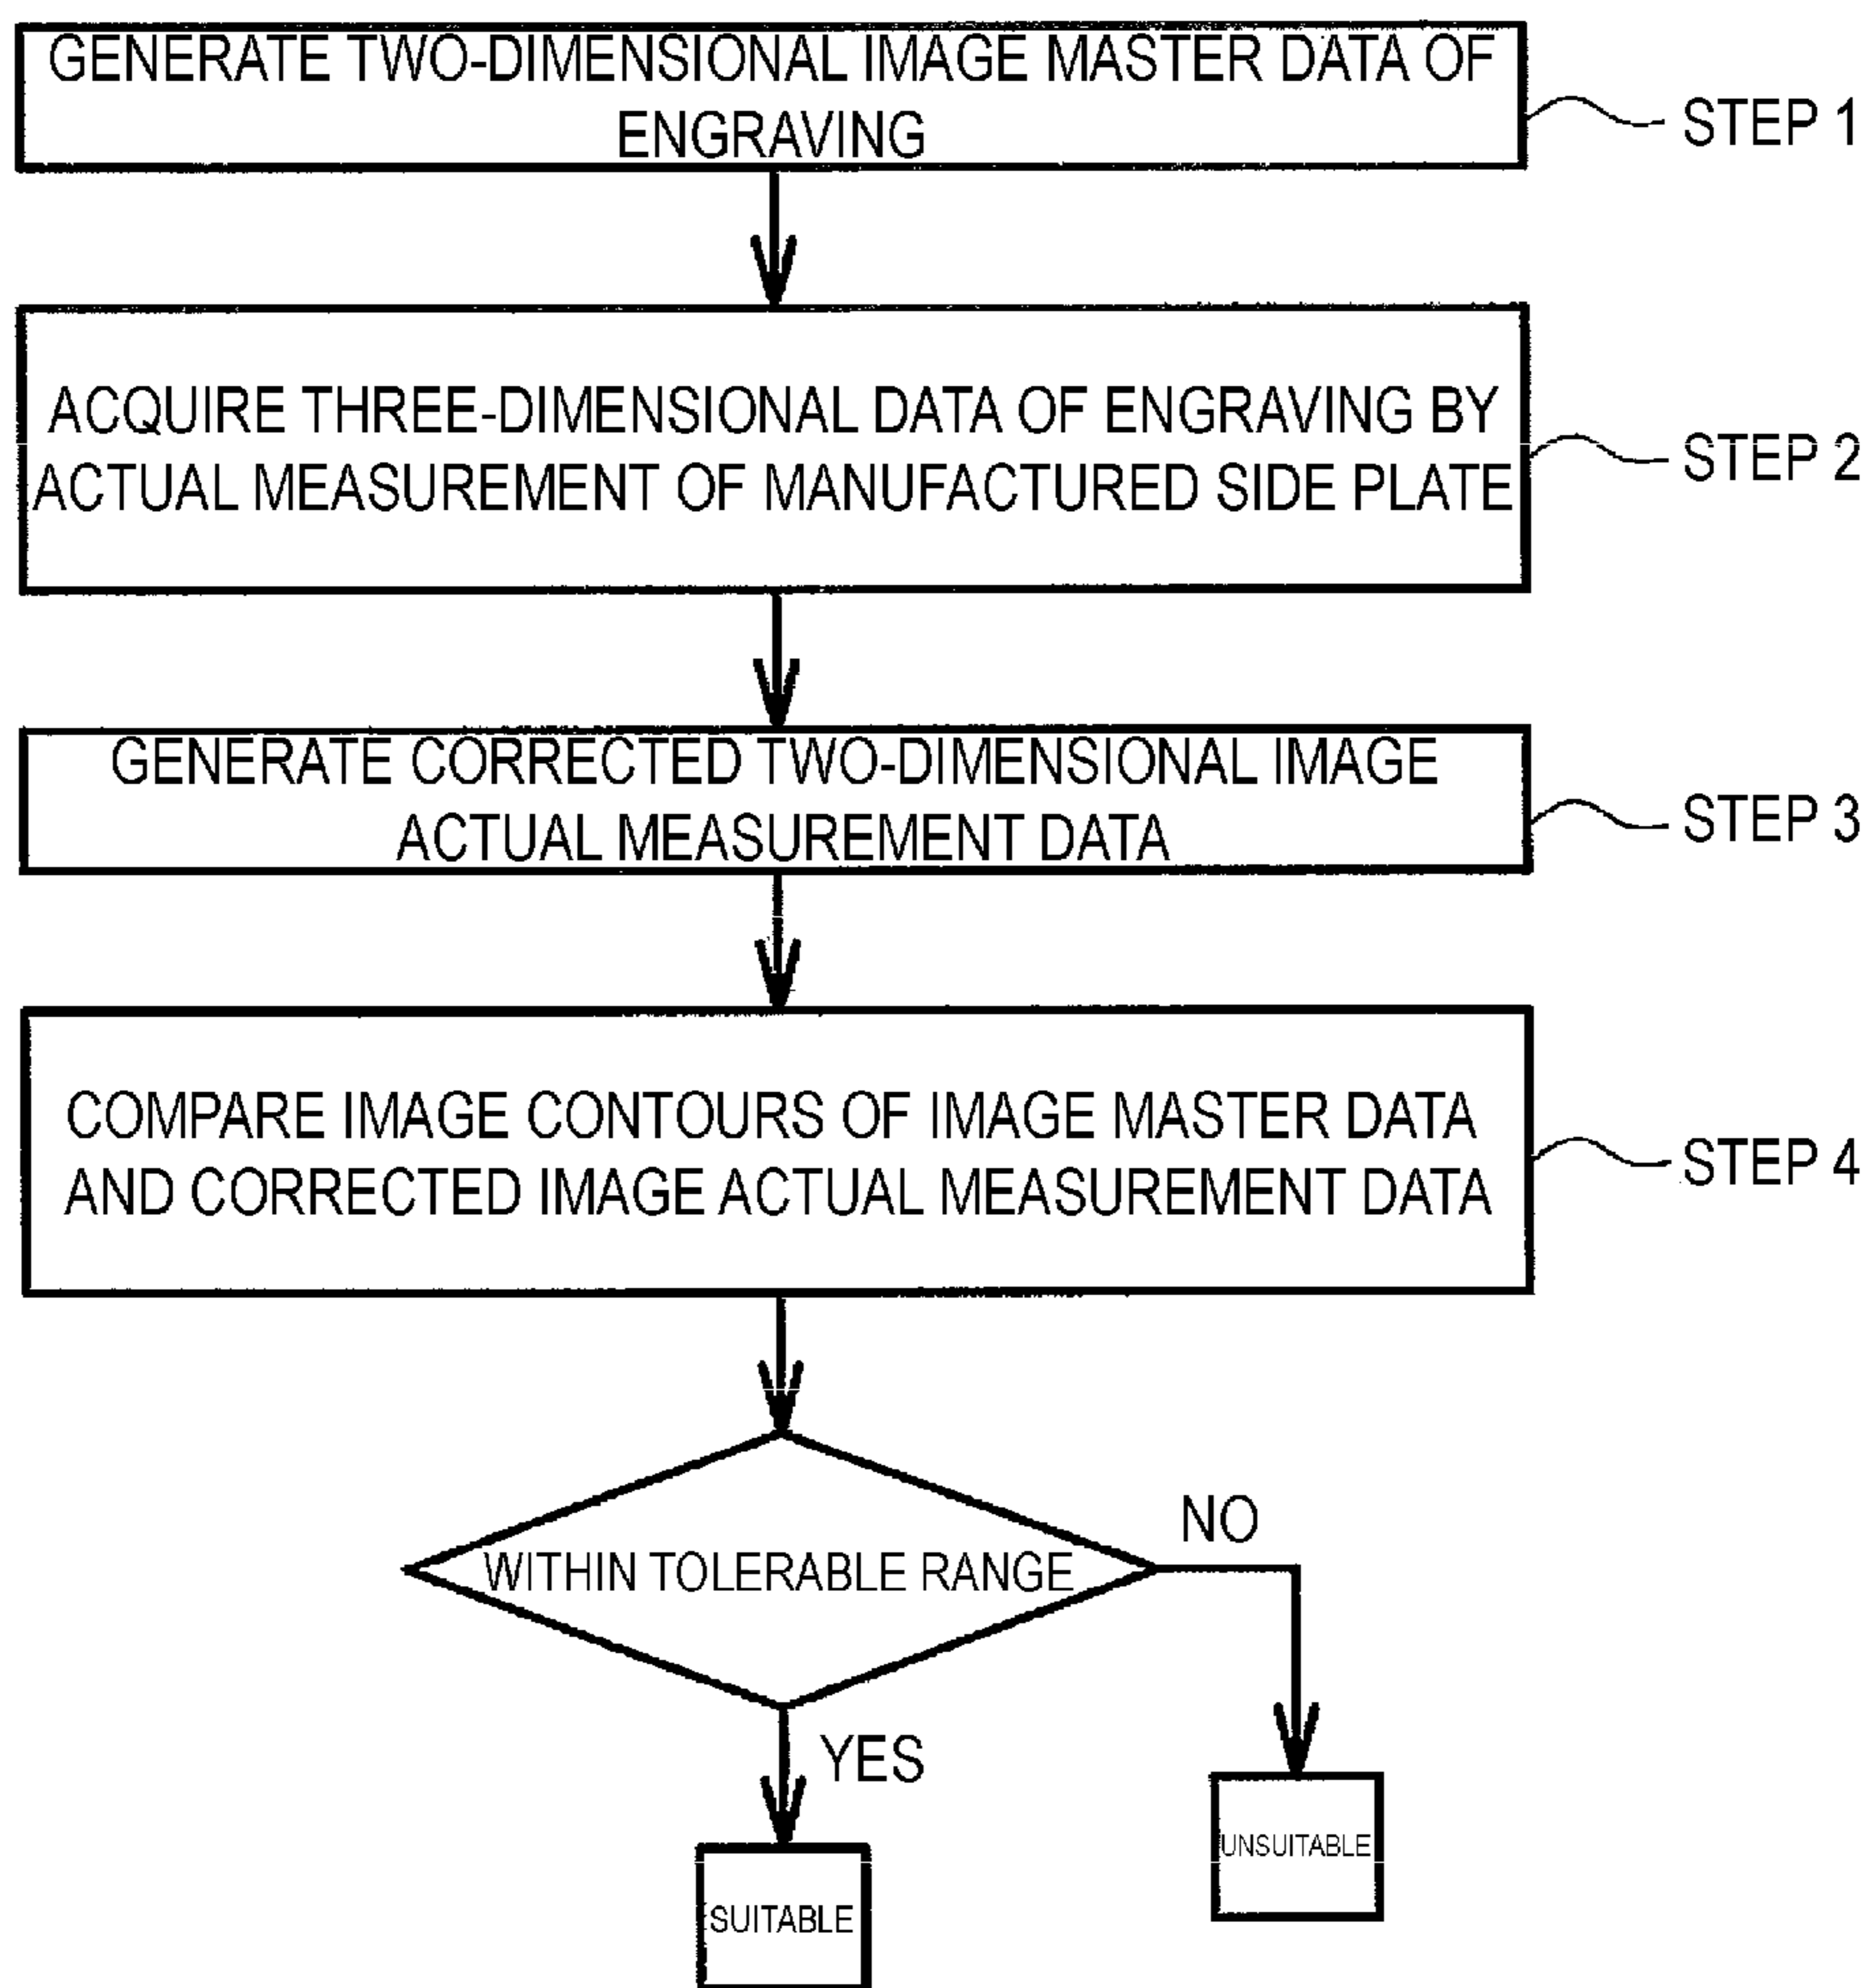 GENERATE TWO-DIMENSIONAL IMAGE MASTER DATA OF
ENGRAVING
STEP 1
ACQUIRE THREE-DIMENSIONAL DATA OF ENGRAVING BY
ACTUAL MEASUREMENT OF MANUFACTURED SIDE PLATE
STEP 2
GENERATE CORRECTED TWO-DIMENSIONAL IMAGE
ACTUAL MEASUREMENT DATA
STEP 3
COMPARE IMAGE CONTOURS OF IMAGE MASTER DATA
AND CORRECTED IMAGE ACTUAL MEASUREMENT DATA
STEP 4
WITHIN TOLERABLE RANGE
NO
YES
UNSUITABLE
SUITABLE